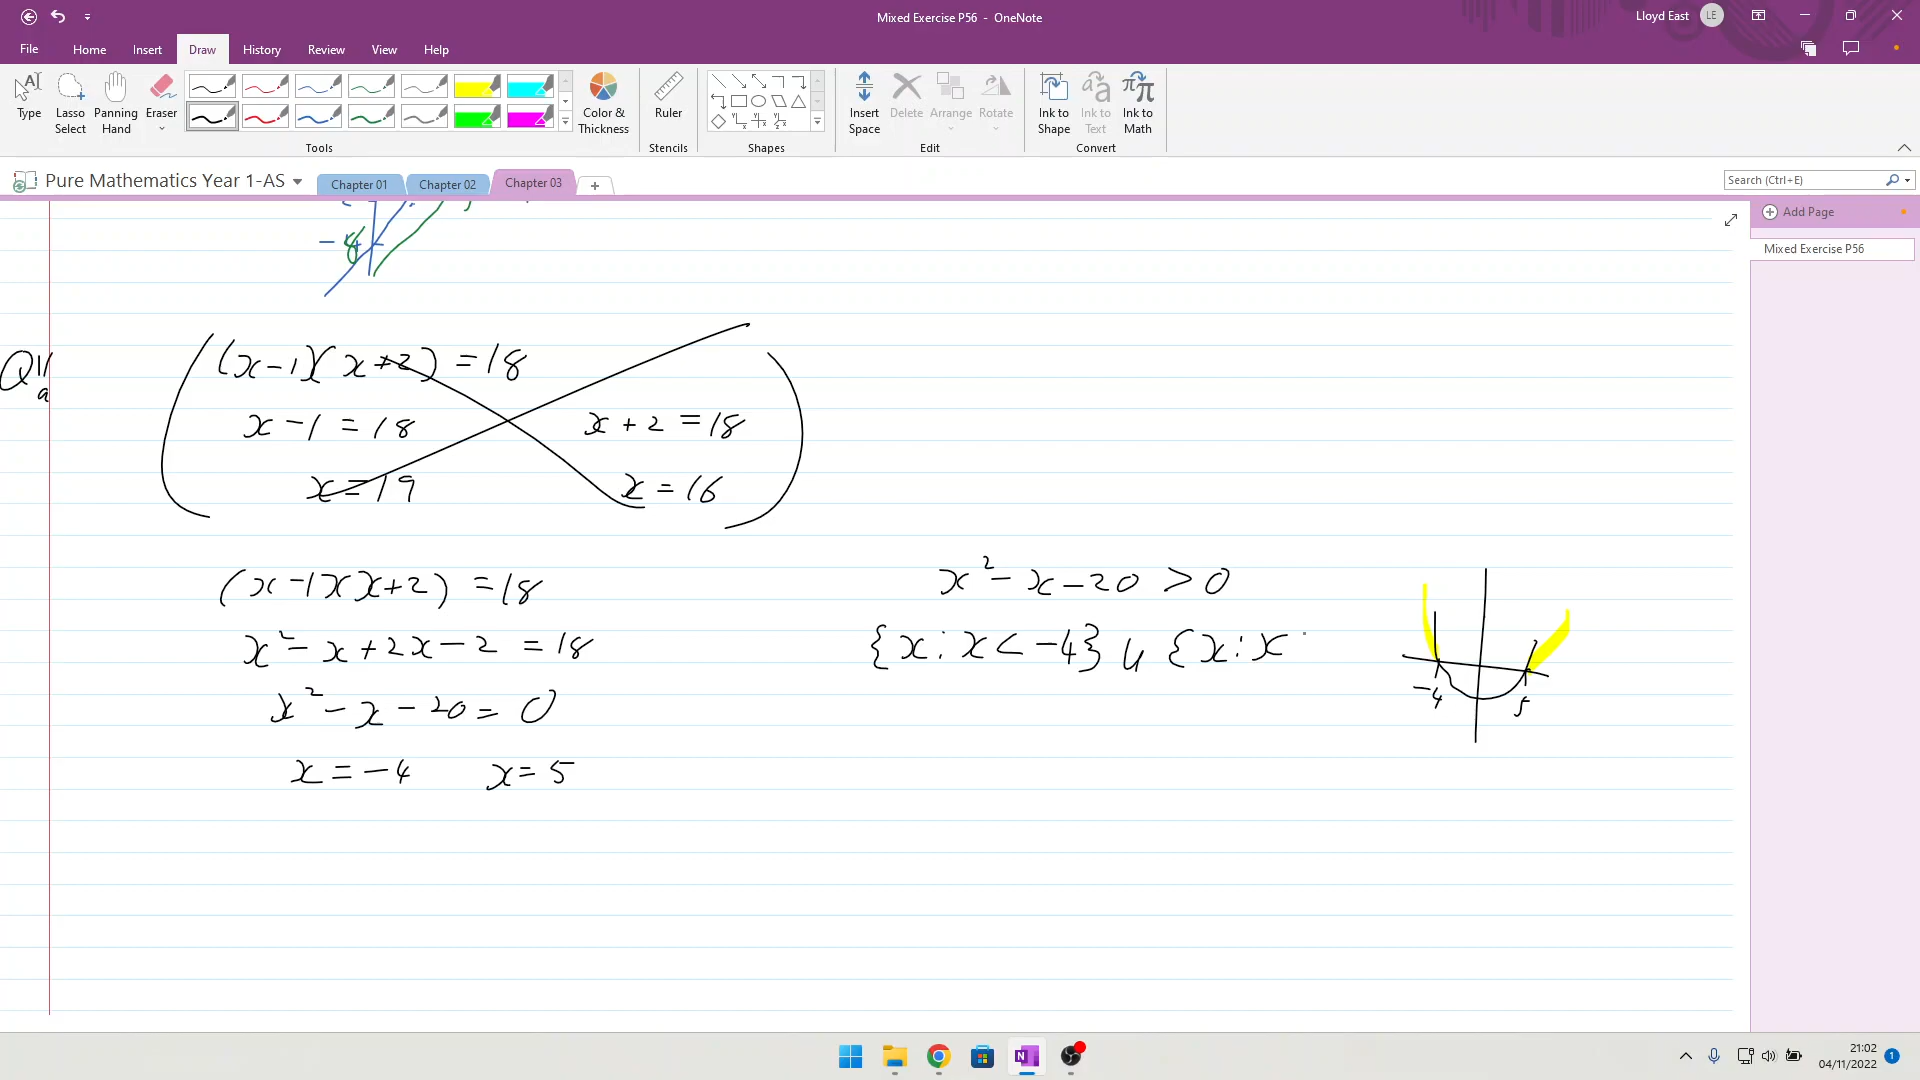 Mixed Exercise P56 - OneNote
Lloyd East LE
File Home Insert Draw History Review View Help
Type
Lasso Select
Panning Hand
Eraser
Color & Thickness
Ruler
Insert Space
Delete
Arrange
Rotate
Ink to Shape
Ink to Text
Ink to Math
Tools Stencils Shapes Edit Convert
Pure Mathematics Year 1-AS Chapter 01 Chapter 02 Chapter 03 +
Search (Ctrl+E)
Add Page
Mixed Exercise P56
Q11 a
(x-1)(x+2) = 18
x - 1 = 18 x + 2 = 18
x = 19 x = 16
(x-1)(x+2) = 18
x² - x + 2x - 2 = 18
x² - x - 20 = 0
x = -4 x = 5
x² - x - 20 > 0
{x : x < -4} ∪ {x : x
-4 5
21:02
04/11/2022
1